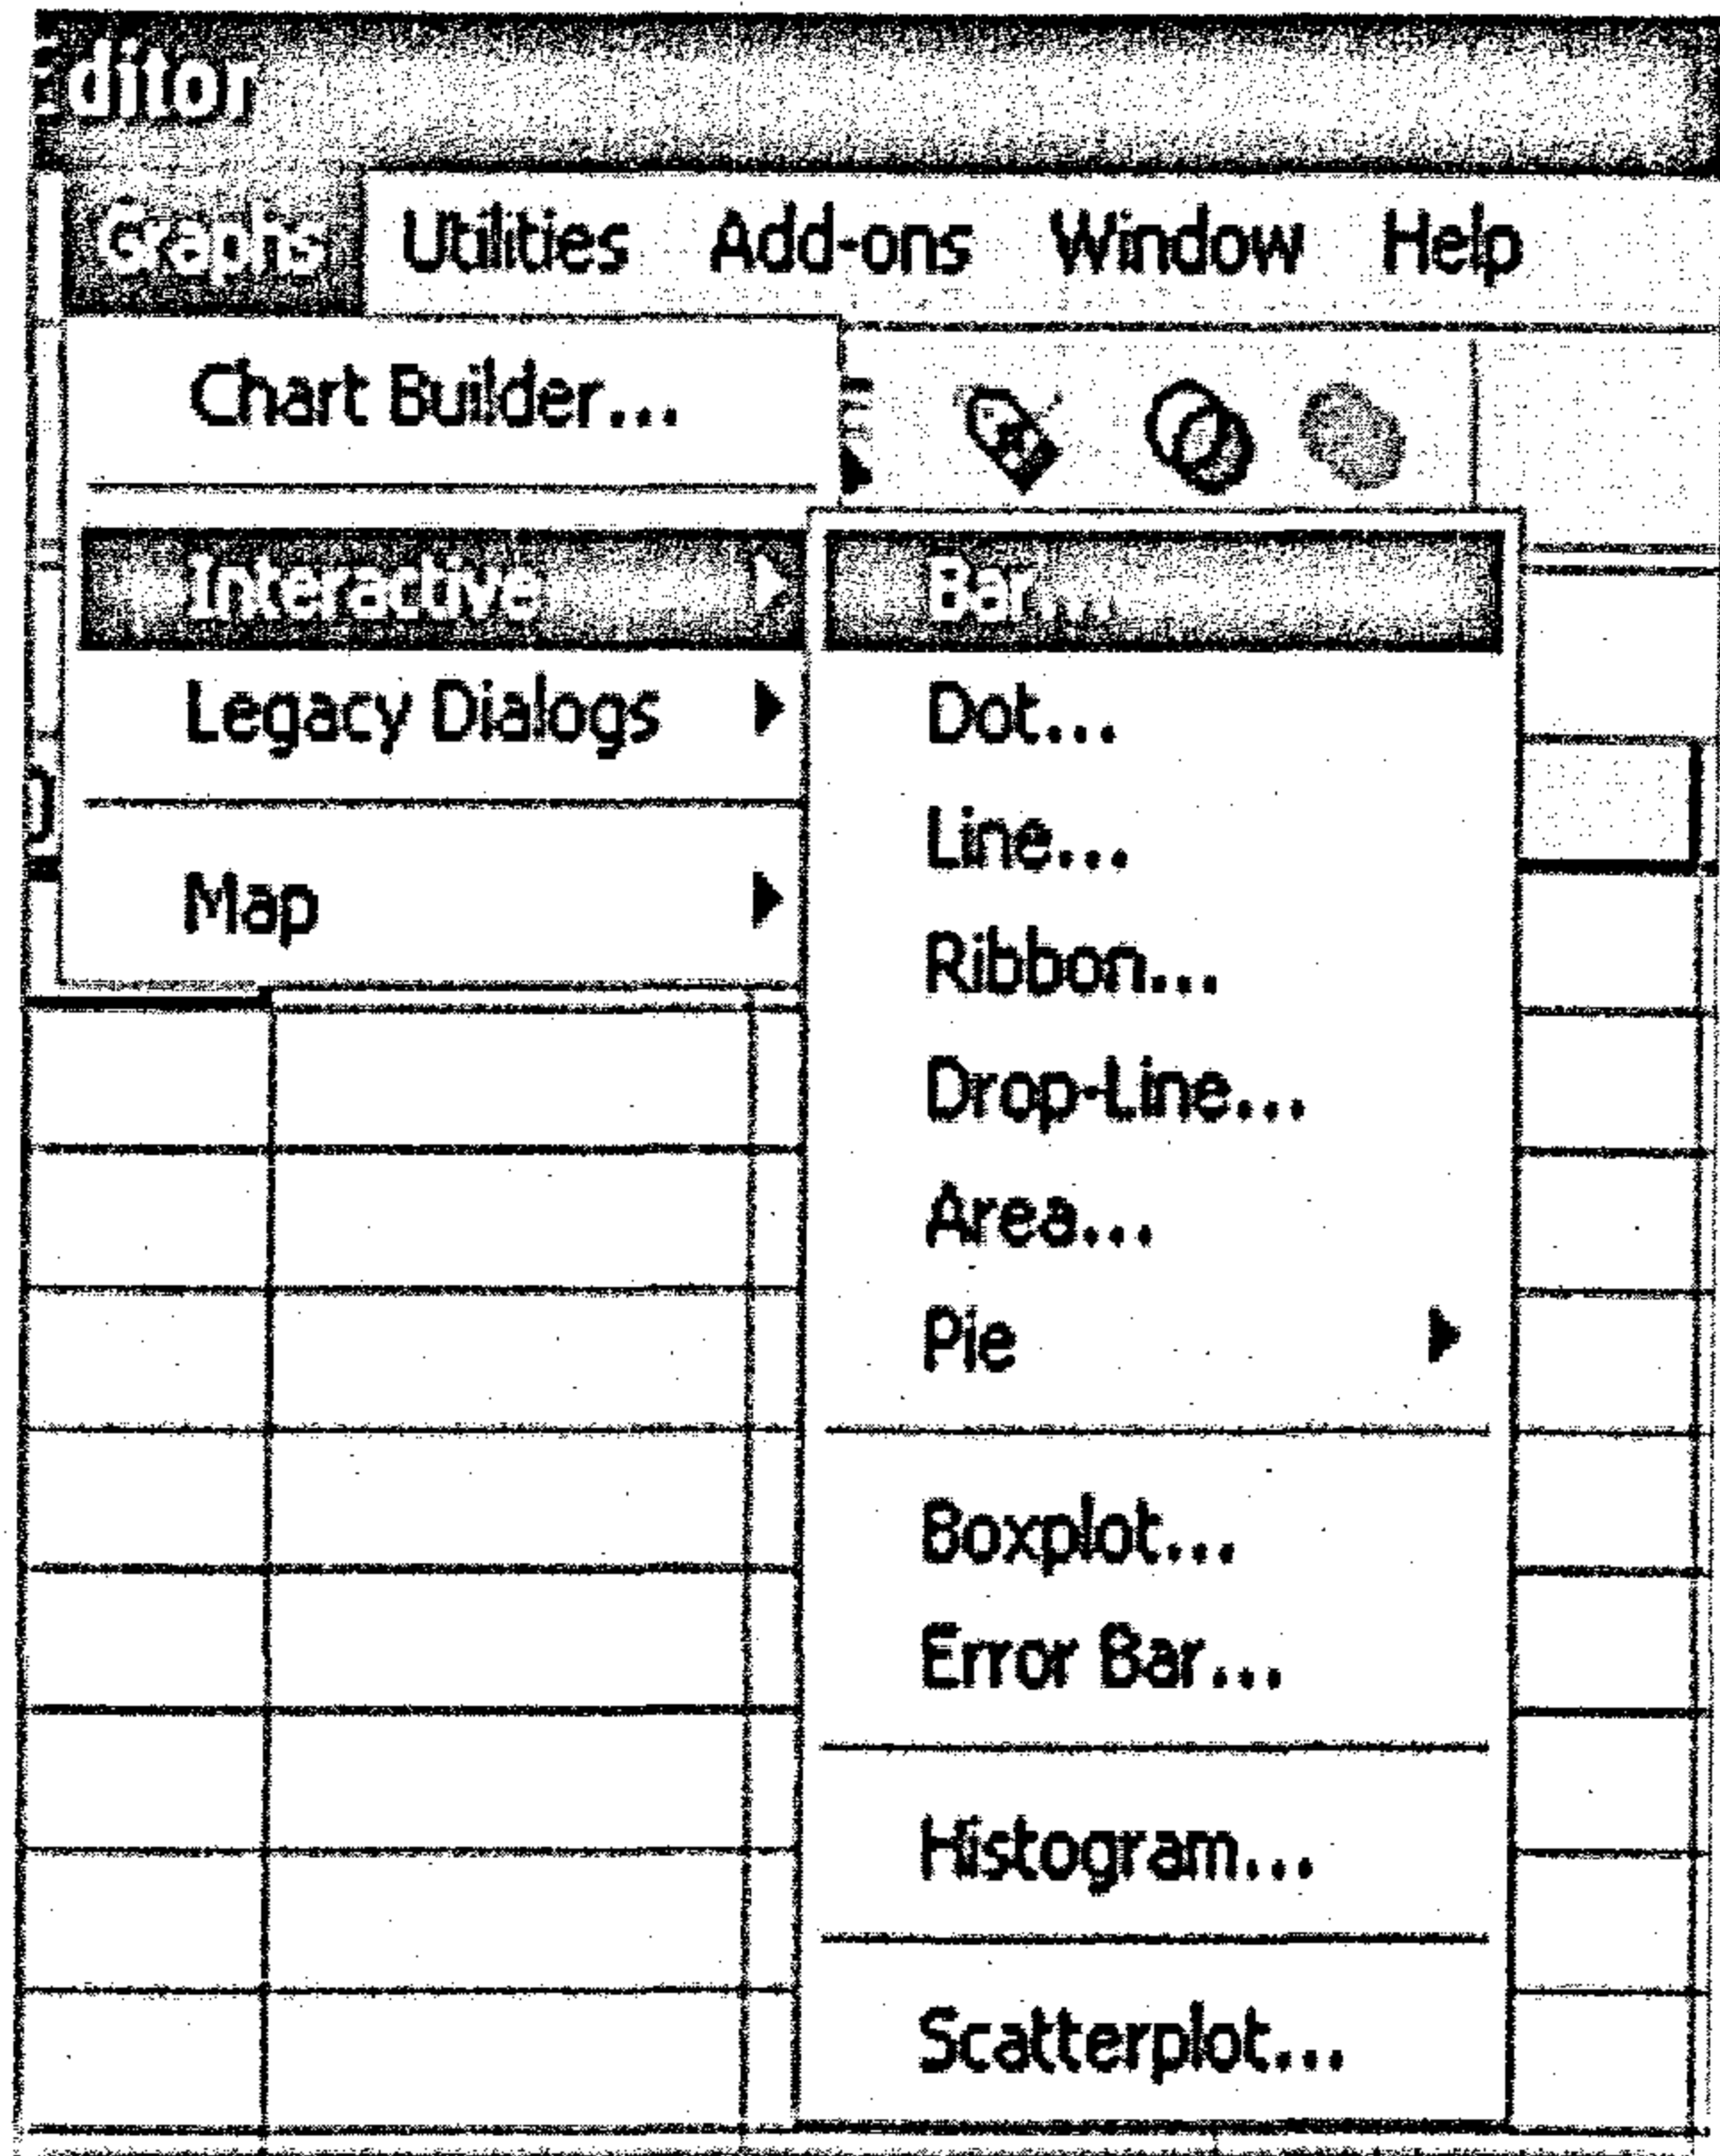 Editor
Graphs Utilities Add-ons Window Help
Chart Builder...
Interactive
Legacy Dialogs
Map
Bar...
Dot...
Line...
Ribbon...
Drop-Line...
Area...
Pie
Boxplot...
Error Bar...
Histogram...
Scatterplot...